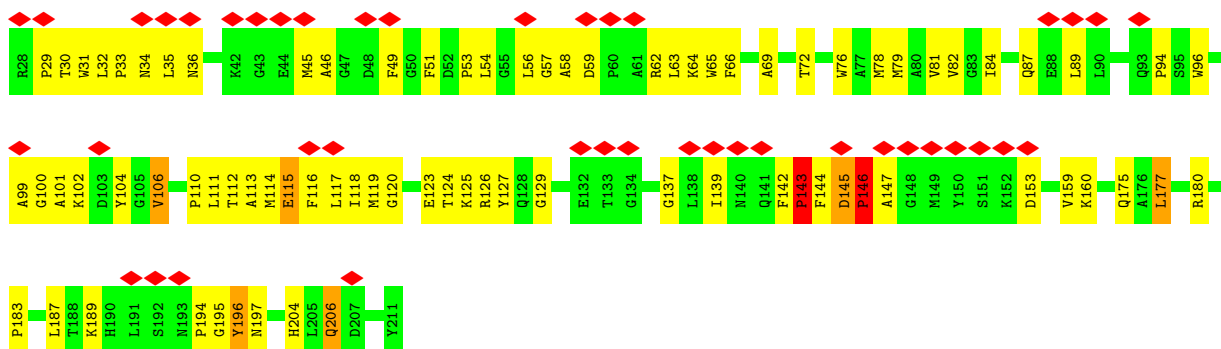 R28 P29 T30 W31 L32 P33 N34 L35 N36 K42 G43 E44 M45 A46 G47 D48 F49 G50 F51 D52 P53 L54 G55 L56 G57 A58 D59 P60 A61 R62 L63 K64 W65 F66 A69 T72 W76 A77 M78 M79 A80 V81 V82 G83 I84 Q87 E88 L89 L90 Q93 P94 S95 W96
A99 G100 A101 K102 D103 Y104 G105 V106 P110 L111 T112 A113 M114 E115 F116 L117 I118 M119 G120 E123 T124 K125 R126 Y127 Q128 G129 E132 T133 G134 G137 L138 I139 N140 Q141 F142 P143 F144 D145 P146 A147 G148 M149 Y150 S151 K152 D153 V159 K160 Q175 A176 L177 R180
P183 L187 T188 K189 H190 L191 S192 N193 P194 G195 Y196 N197 H204 L205 Q206 D207 Y211